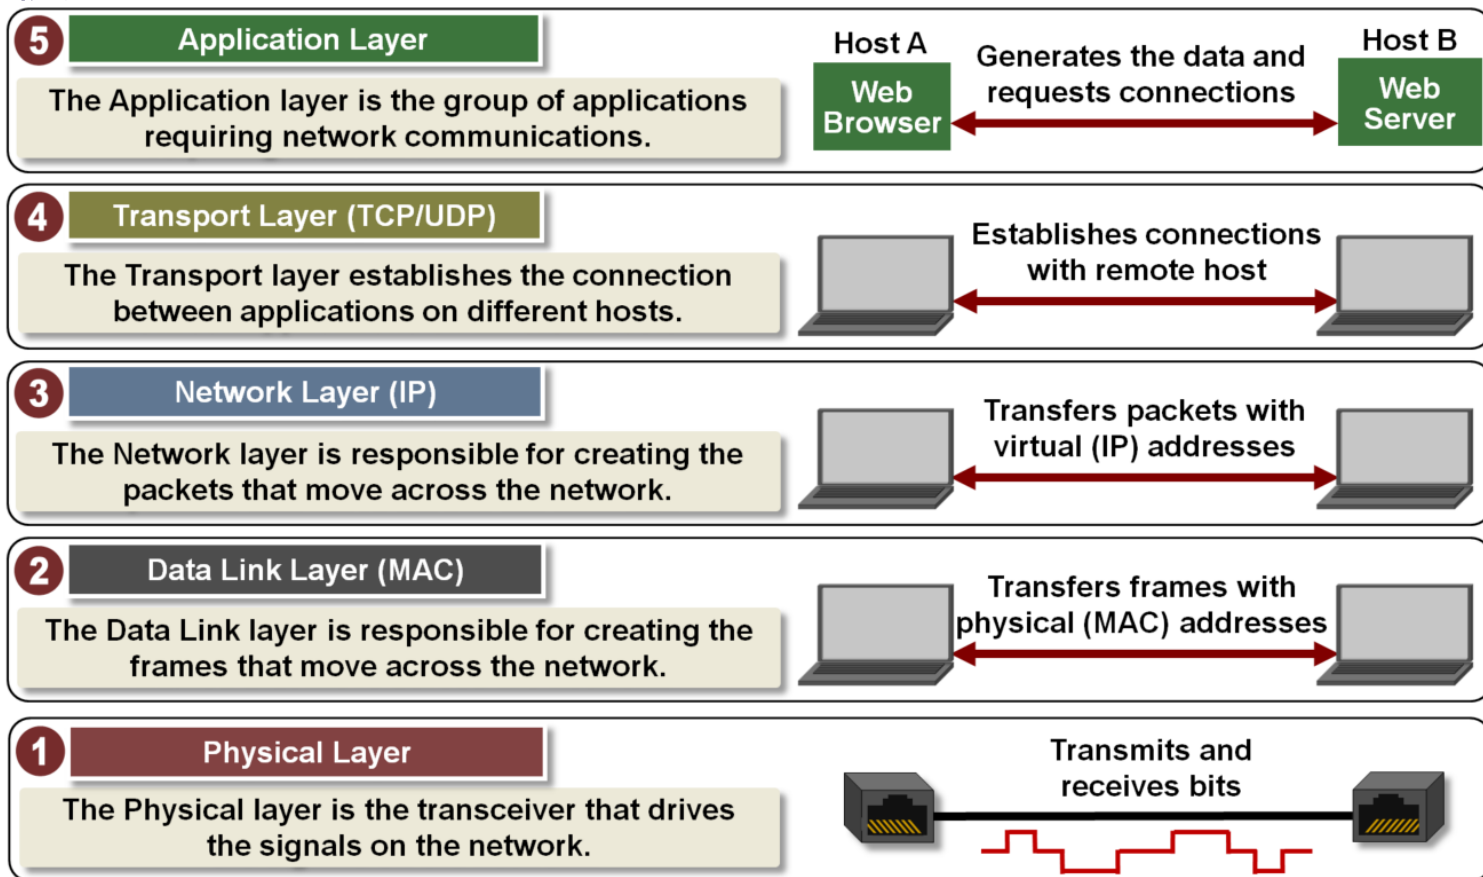 5
Application Layer
The Application layer is the group of applications
requiring network communications.
Host A
Web
Browser
Generates the data and
requests connections
Host B
Web
Server
4
Transport Layer (TCP/UDP)
The Transport layer establishes the connection
between applications on different hosts.
Establishes connections
with remote host
3
Network Layer (IP)
The Network layer is responsible for creating the
packets that move across the network.
Transfers packets with
virtual (IP) addresses
2
Data Link Layer (MAC)
The Data Link layer is responsible for creating the
frames that move across the network.
Transfers frames with
physical (MAC) addresses
1
Physical Layer
The Physical layer is the transceiver that drives
the signals on the network.
Transmits and
receives bits